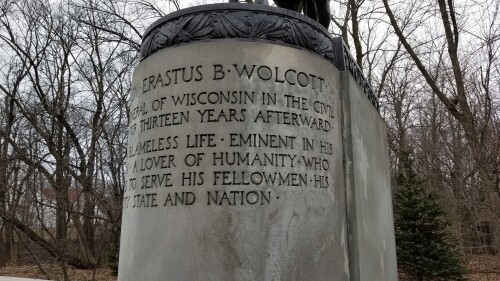 ERASTUS B · WOLCOTT ·
OF WISCONSIN IN THE CIVIL
THIRTEEN YEARS AFTERWARD ·
LIFE · EMINENT IN HIS
A LOVER OF HUMANITY · WHO
TO SERVE HIS FELLOWMEN · HIS
STATE AND NATION ·